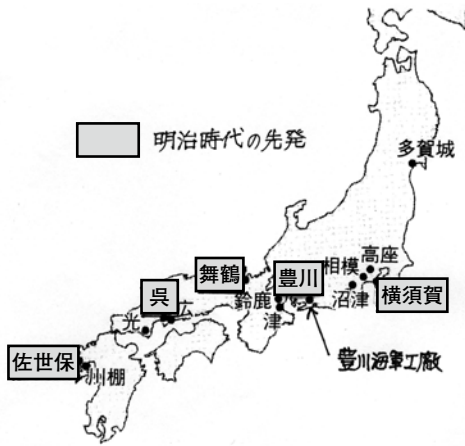 明治時代の先発
多賀城
高座
相模
舞鶴
豊川
横須賀
沼津
鈴鹿
津
呉
広
光
豊川海軍工廠
佐世保
川棚